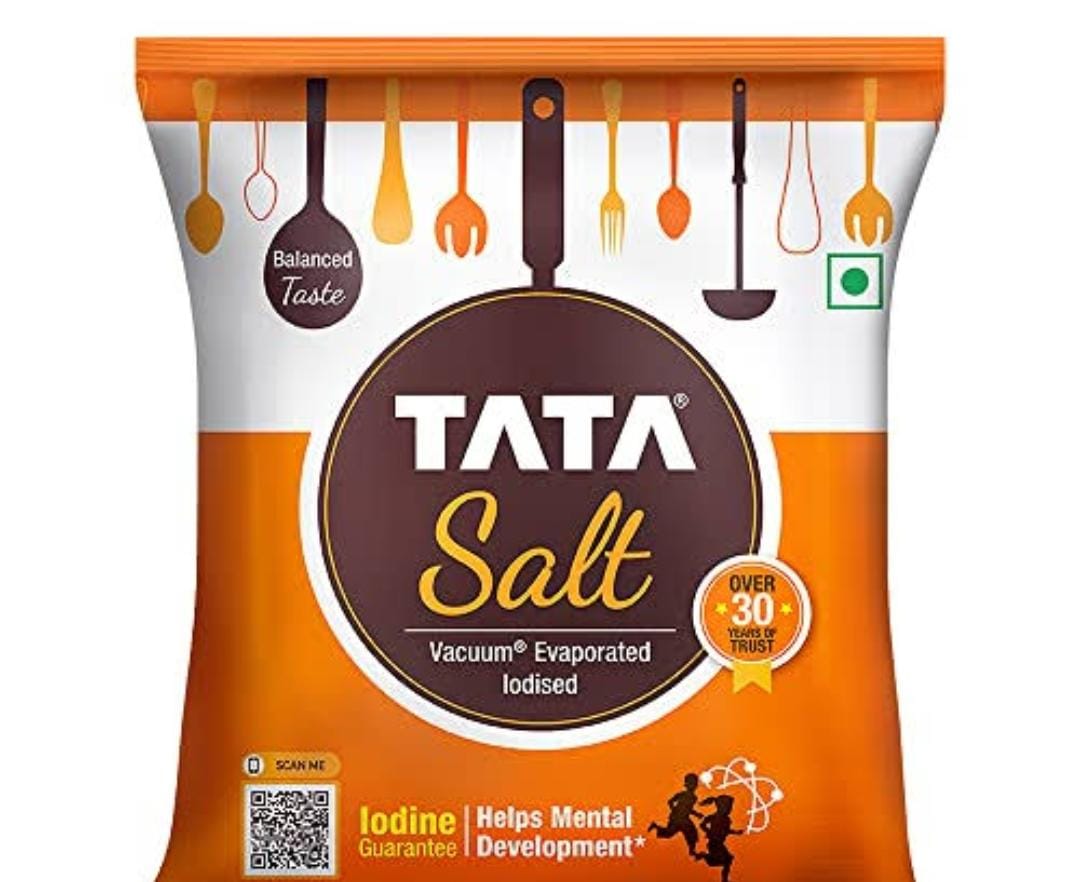 Balanced
Taste
TATA®
Salt
Vacuum® Evaporated
Iodised
OVER
30
YEARS OF
TRUST
SCAN ME
Iodine
Guarantee
Helps Mental
Development*